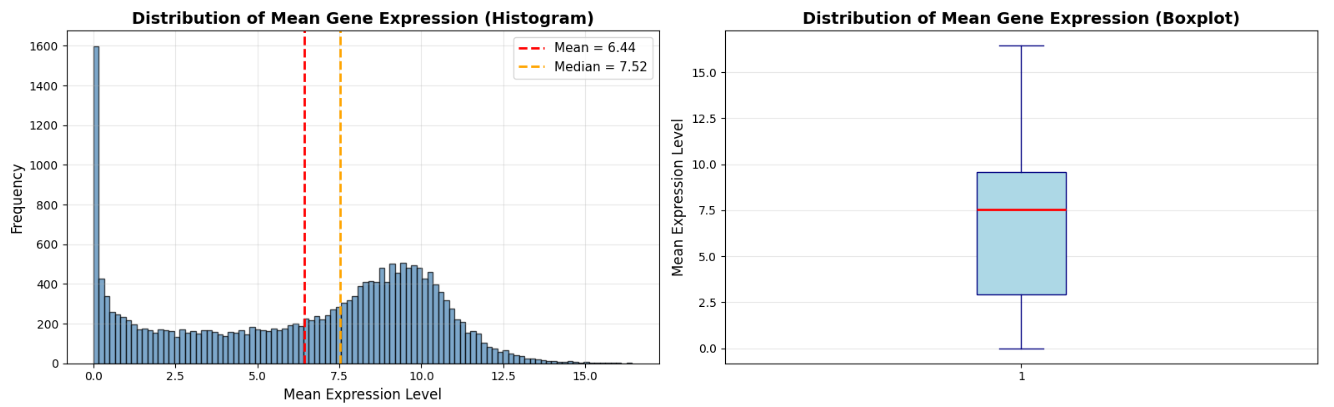 Distribution of Mean Gene Expression (Histogram)
Mean = 6.44
Median = 7.52
1600
1400
1200
1000
800
600
400
200
0
Frequency
0.0 2.5 5.0 7.5 10.0 12.5 15.0
Mean Expression Level
Distribution of Mean Gene Expression (Boxplot)
15.0
12.5
10.0
7.5
5.0
2.5
0.0
Mean Expression Level
1